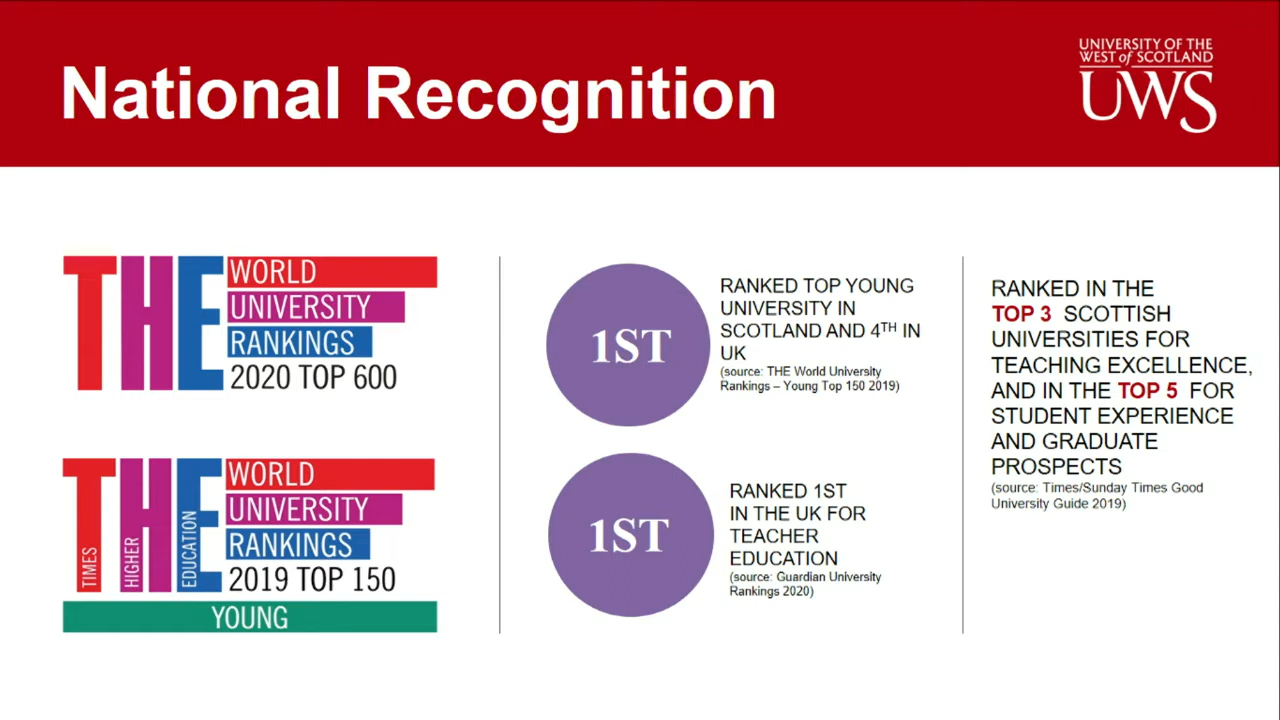 National Recognition
UNIVERSITY OF THE
WEST of SCOTLAND
UWS
THE
WORLD
UNIVERSITY
RANKINGS
2020 TOP 600
THE
TIMES
HIGHER
EDUCATION
WORLD
UNIVERSITY
RANKINGS
2019 TOP 150
YOUNG
1ST
RANKED TOP YOUNG
UNIVERSITY IN
SCOTLAND AND 4TH IN
UK
(source: THE World University
Rankings – Young Top 150 2019)
1ST
RANKED 1ST
IN THE UK FOR
TEACHER
EDUCATION
(source: Guardian University
Rankings 2020)
RANKED IN THE
TOP 3 SCOTTISH
UNIVERSITIES FOR
TEACHING EXCELLENCE,
AND IN THE TOP 5 FOR
STUDENT EXPERIENCE
AND GRADUATE
PROSPECTS
(source: Times/Sunday Times Good
University Guide 2019)